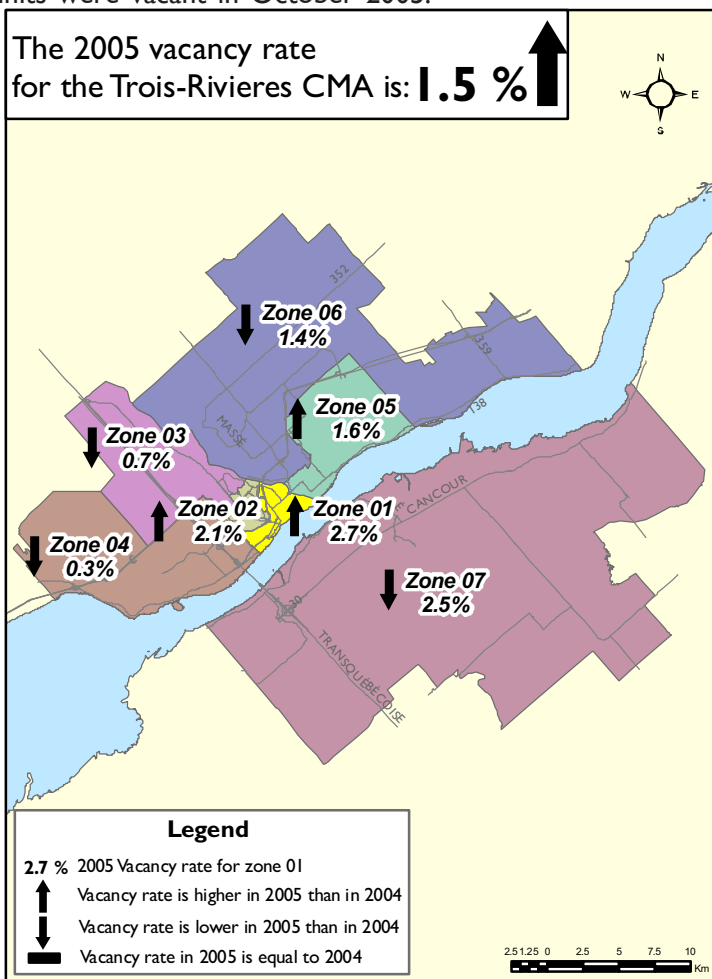 units were vacant in October 2005.
The 2005 vacancy rate
for the Trois-Rivieres CMA is: 1.5 %
N
W E
S
352
Zone 06
1.4%
359
138
MASSÉ
Zone 05
1.6%
Zone 03
0.7%
Zone 02
2.1%
Zone 01
2.7%
CANCOUR
Zone 04
0.3%
Zone 07
2.5%
TRANSQUÉBÉCOISE
Legend
2.7 % 2005 Vacancy rate for zone 01
Vacancy rate is higher in 2005 than in 2004
Vacancy rate is lower in 2005 than in 2004
Vacancy rate in 2005 is equal to 2004
2.5 1.25 0 2.5 5 7.5 10
Km